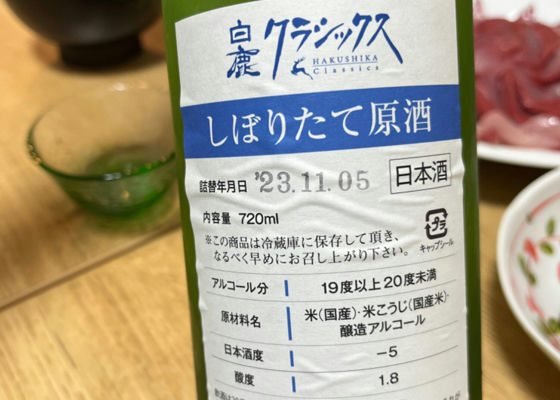 白鹿 クラシックス
HAKUSHIKA
Classics
しぼりたて原酒
詰替年月日 '23.11.05 日本酒
内容量 720ml
※この商品は冷蔵庫に保存して頂き、
なるべく早めにお召し上がり下さい。
プラ
キャップシール
アルコール分 19度以上20度未満
原材料名 米(国産)・米こうじ(国産米)・
醸造アルコール
日本酒度 −5
酸度 1.8